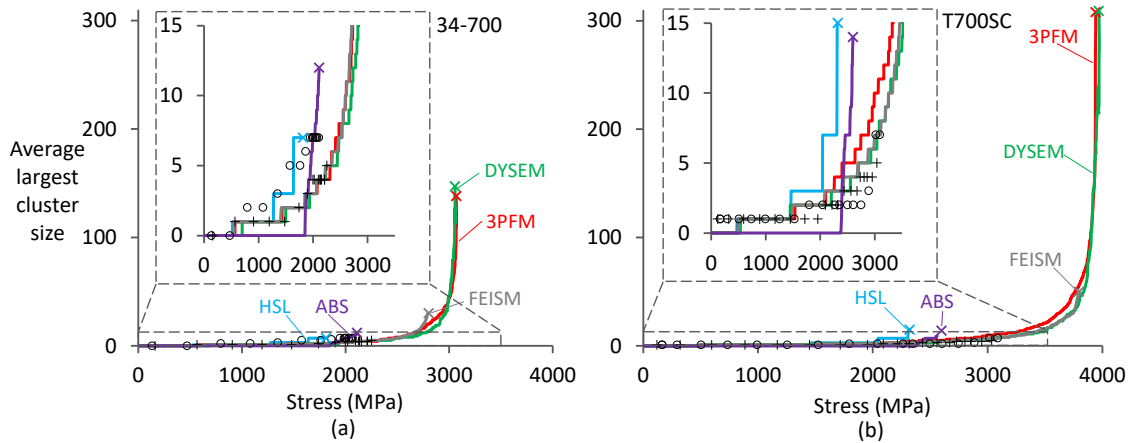 300
200
100
0
Average
largest
cluster
size
0 1000 2000 3000 4000
Stress (MPa)
(a)
34-700
15
10
5
0
0 1000 2000 3000
DYSEM
3PFM
FEISM
HSL
ABS
300
200
100
0
0 1000 2000 3000 4000
Stress (MPa)
(b)
T700SC
15
10
5
0
0 1000 2000 3000
3PFM
DYSEM
FEISM
HSL
ABS